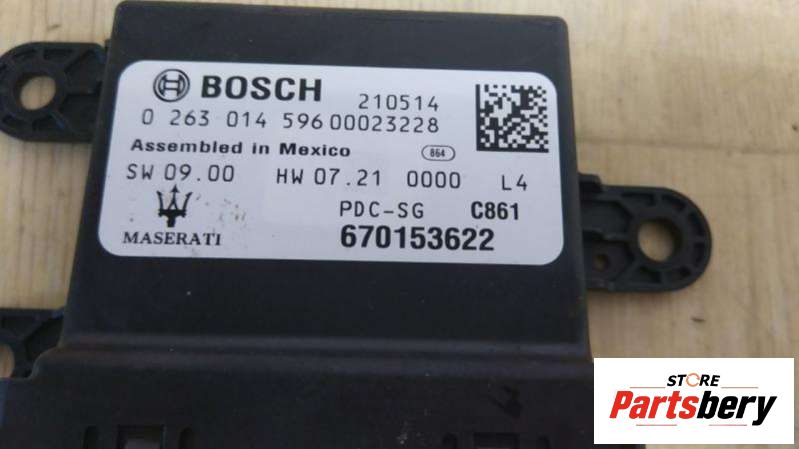 BOSCH
210514
0 263 014 596 00023228
Assembled in Mexico
864
SW 09.00 HW 07.21 0000 L4
PDC-SG C861
MASERATI 670153622
STORE
Partsbery